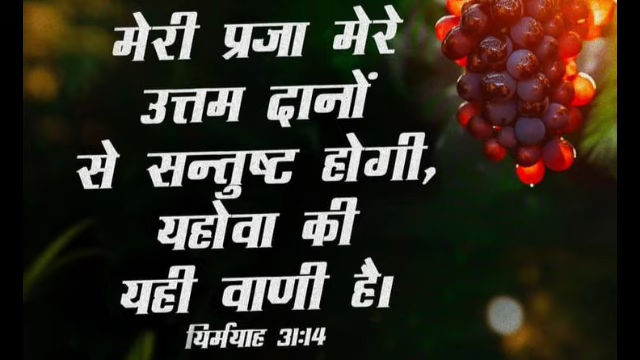 मेरी प्रजा मेरे
उत्तम दानों
से सन्तुष्ट होगी,
यहोवा की
यही वाणी है।
यिर्मयाह 31:14